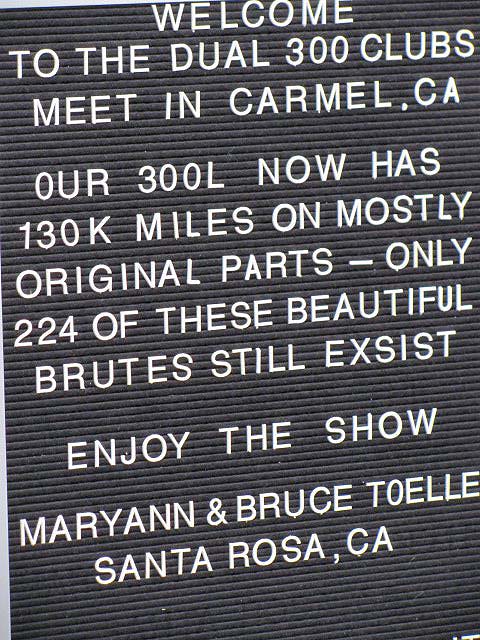 WELCOME
TO THE DUAL 300 CLUBS
MEET IN CARMEL, CA
OUR 300L NOW HAS
130K MILES ON MOSTLY
ORIGINAL PARTS – ONLY
224 OF THESE BEAUTIFUL
BRUTES STILL EXSIST
ENJOY THE SHOW
MARYANN & BRUCE TOELLE
SANTA ROSA, CA